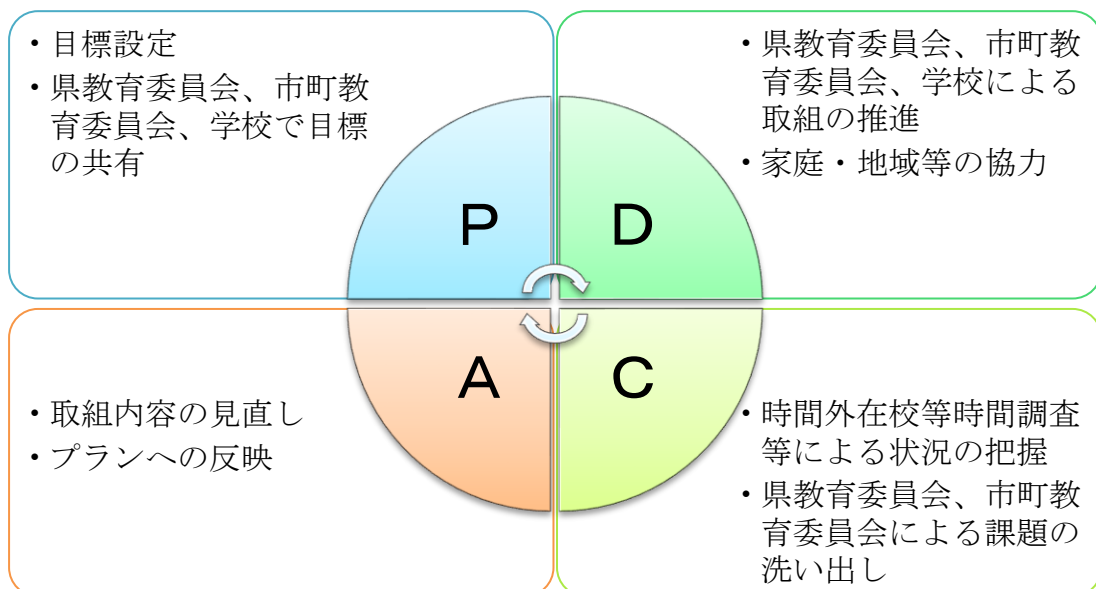 ・目標設定
・県教育委員会、市町教
育委員会、学校で目標
の共有
・県教育委員会、市町教
育委員会、学校による
取組の推進
・家庭・地域等の協力
P
D
A
C
・取組内容の見直し
・プランへの反映
・時間外在校等時間調査
等による状況の把握
・県教育委員会、市町教
育委員会による課題の
洗い出し